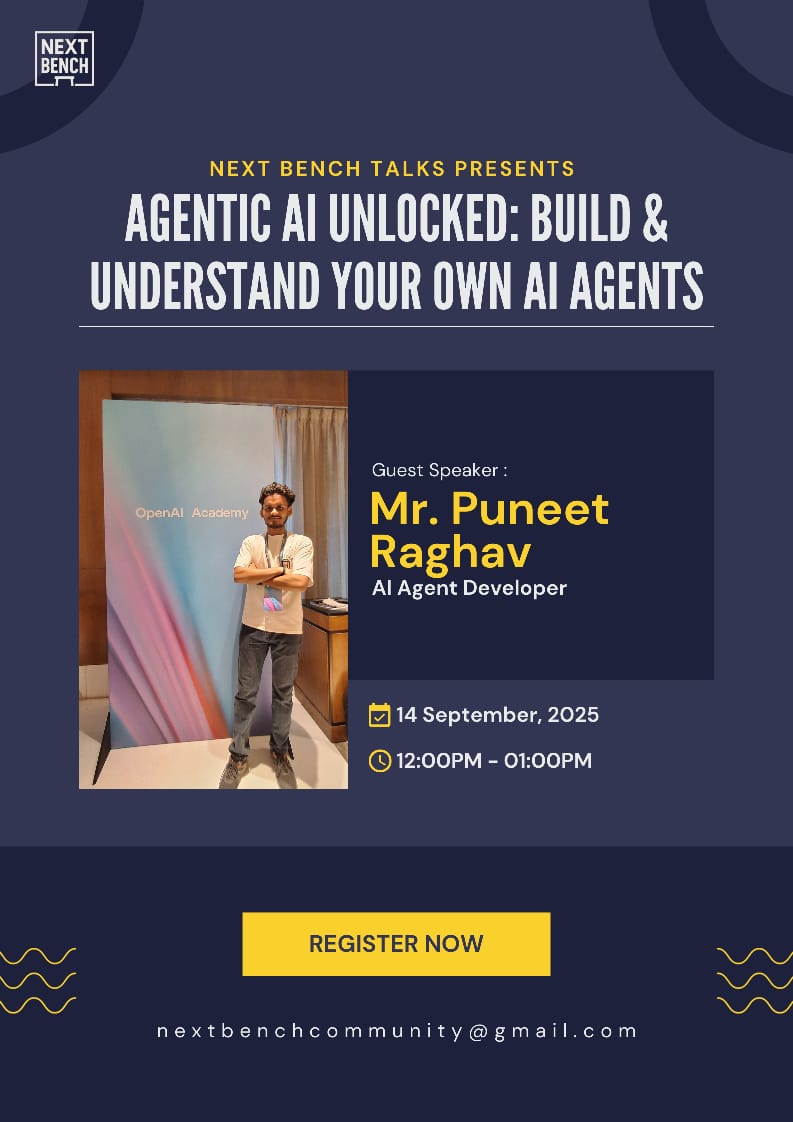 NEXT
BENCH
NEXT BENCH TALKS PRESENTS
AGENTIC AI UNLOCKED: BUILD &
UNDERSTAND YOUR OWN AI AGENTS
OpenAI Academy
Guest Speaker :
Mr. Puneet
Raghav
AI Agent Developer
14 September, 2025
12:00PM - 01:00PM
REGISTER NOW
nextbenchcommunity@gmail.com